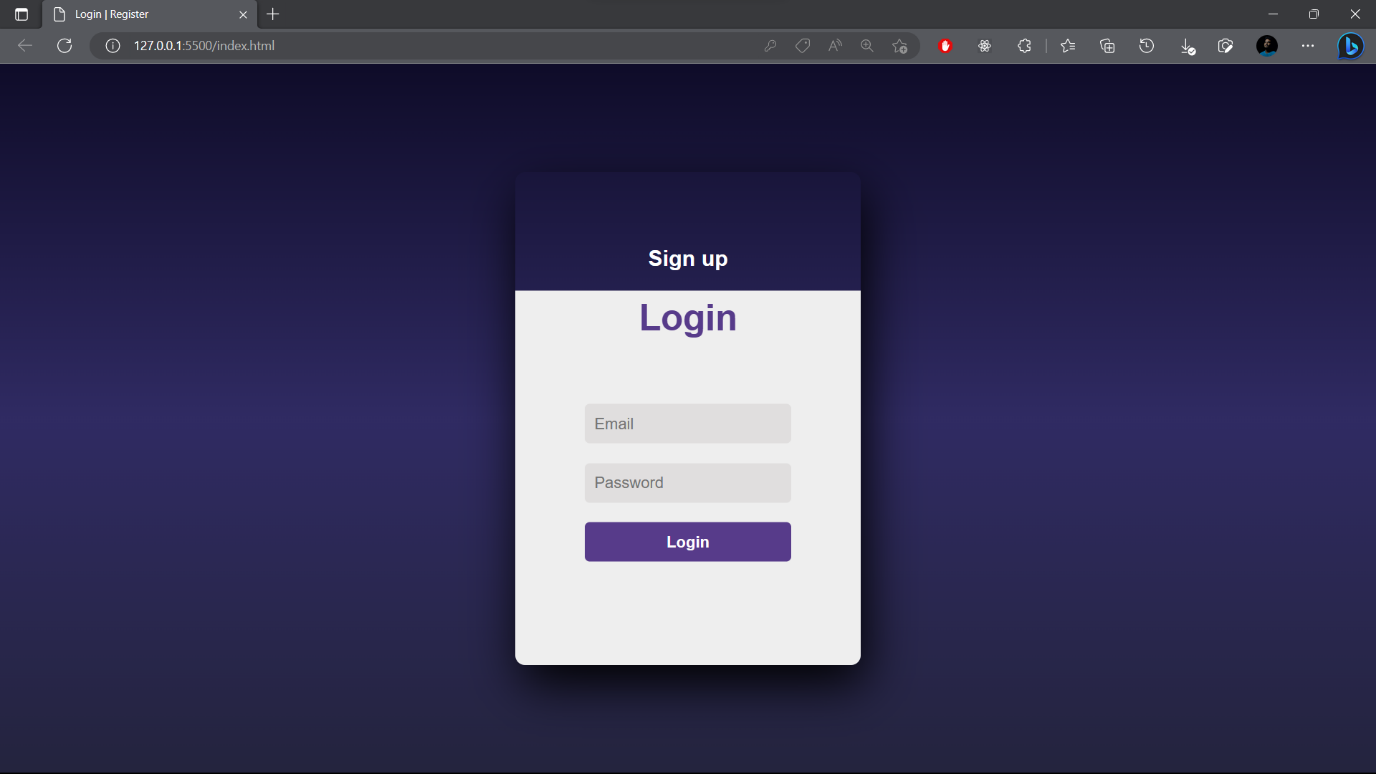 Login | Register
127.0.0.1:5500/index.html
Sign up
Login
Email
Password
Login